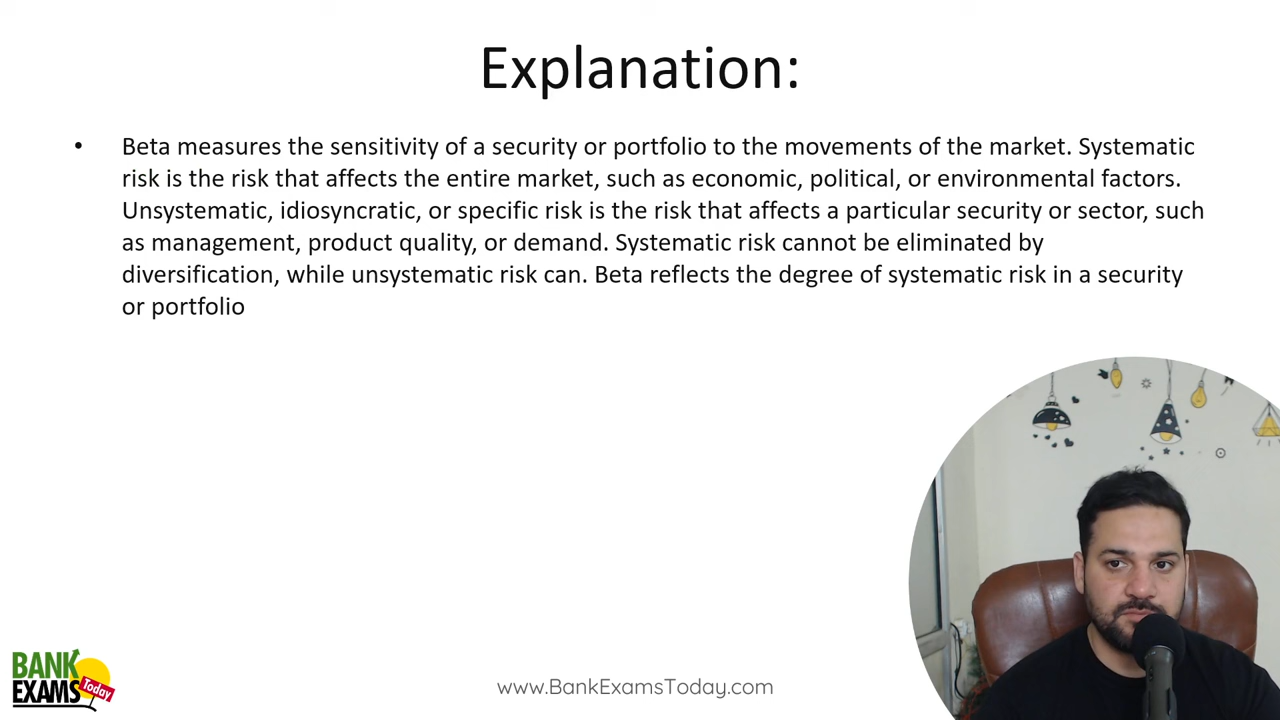 Explanation:
• Beta measures the sensitivity of a security or portfolio to the movements of the market. Systematic
risk is the risk that affects the entire market, such as economic, political, or environmental factors.
Unsystematic, idiosyncratic, or specific risk is the risk that affects a particular security or sector, such
as management, product quality, or demand. Systematic risk cannot be eliminated by
diversification, while unsystematic risk can. Beta reflects the degree of systematic risk in a security
or portfolio
BANK
EXAMS
Today
www.BankExamsToday.com